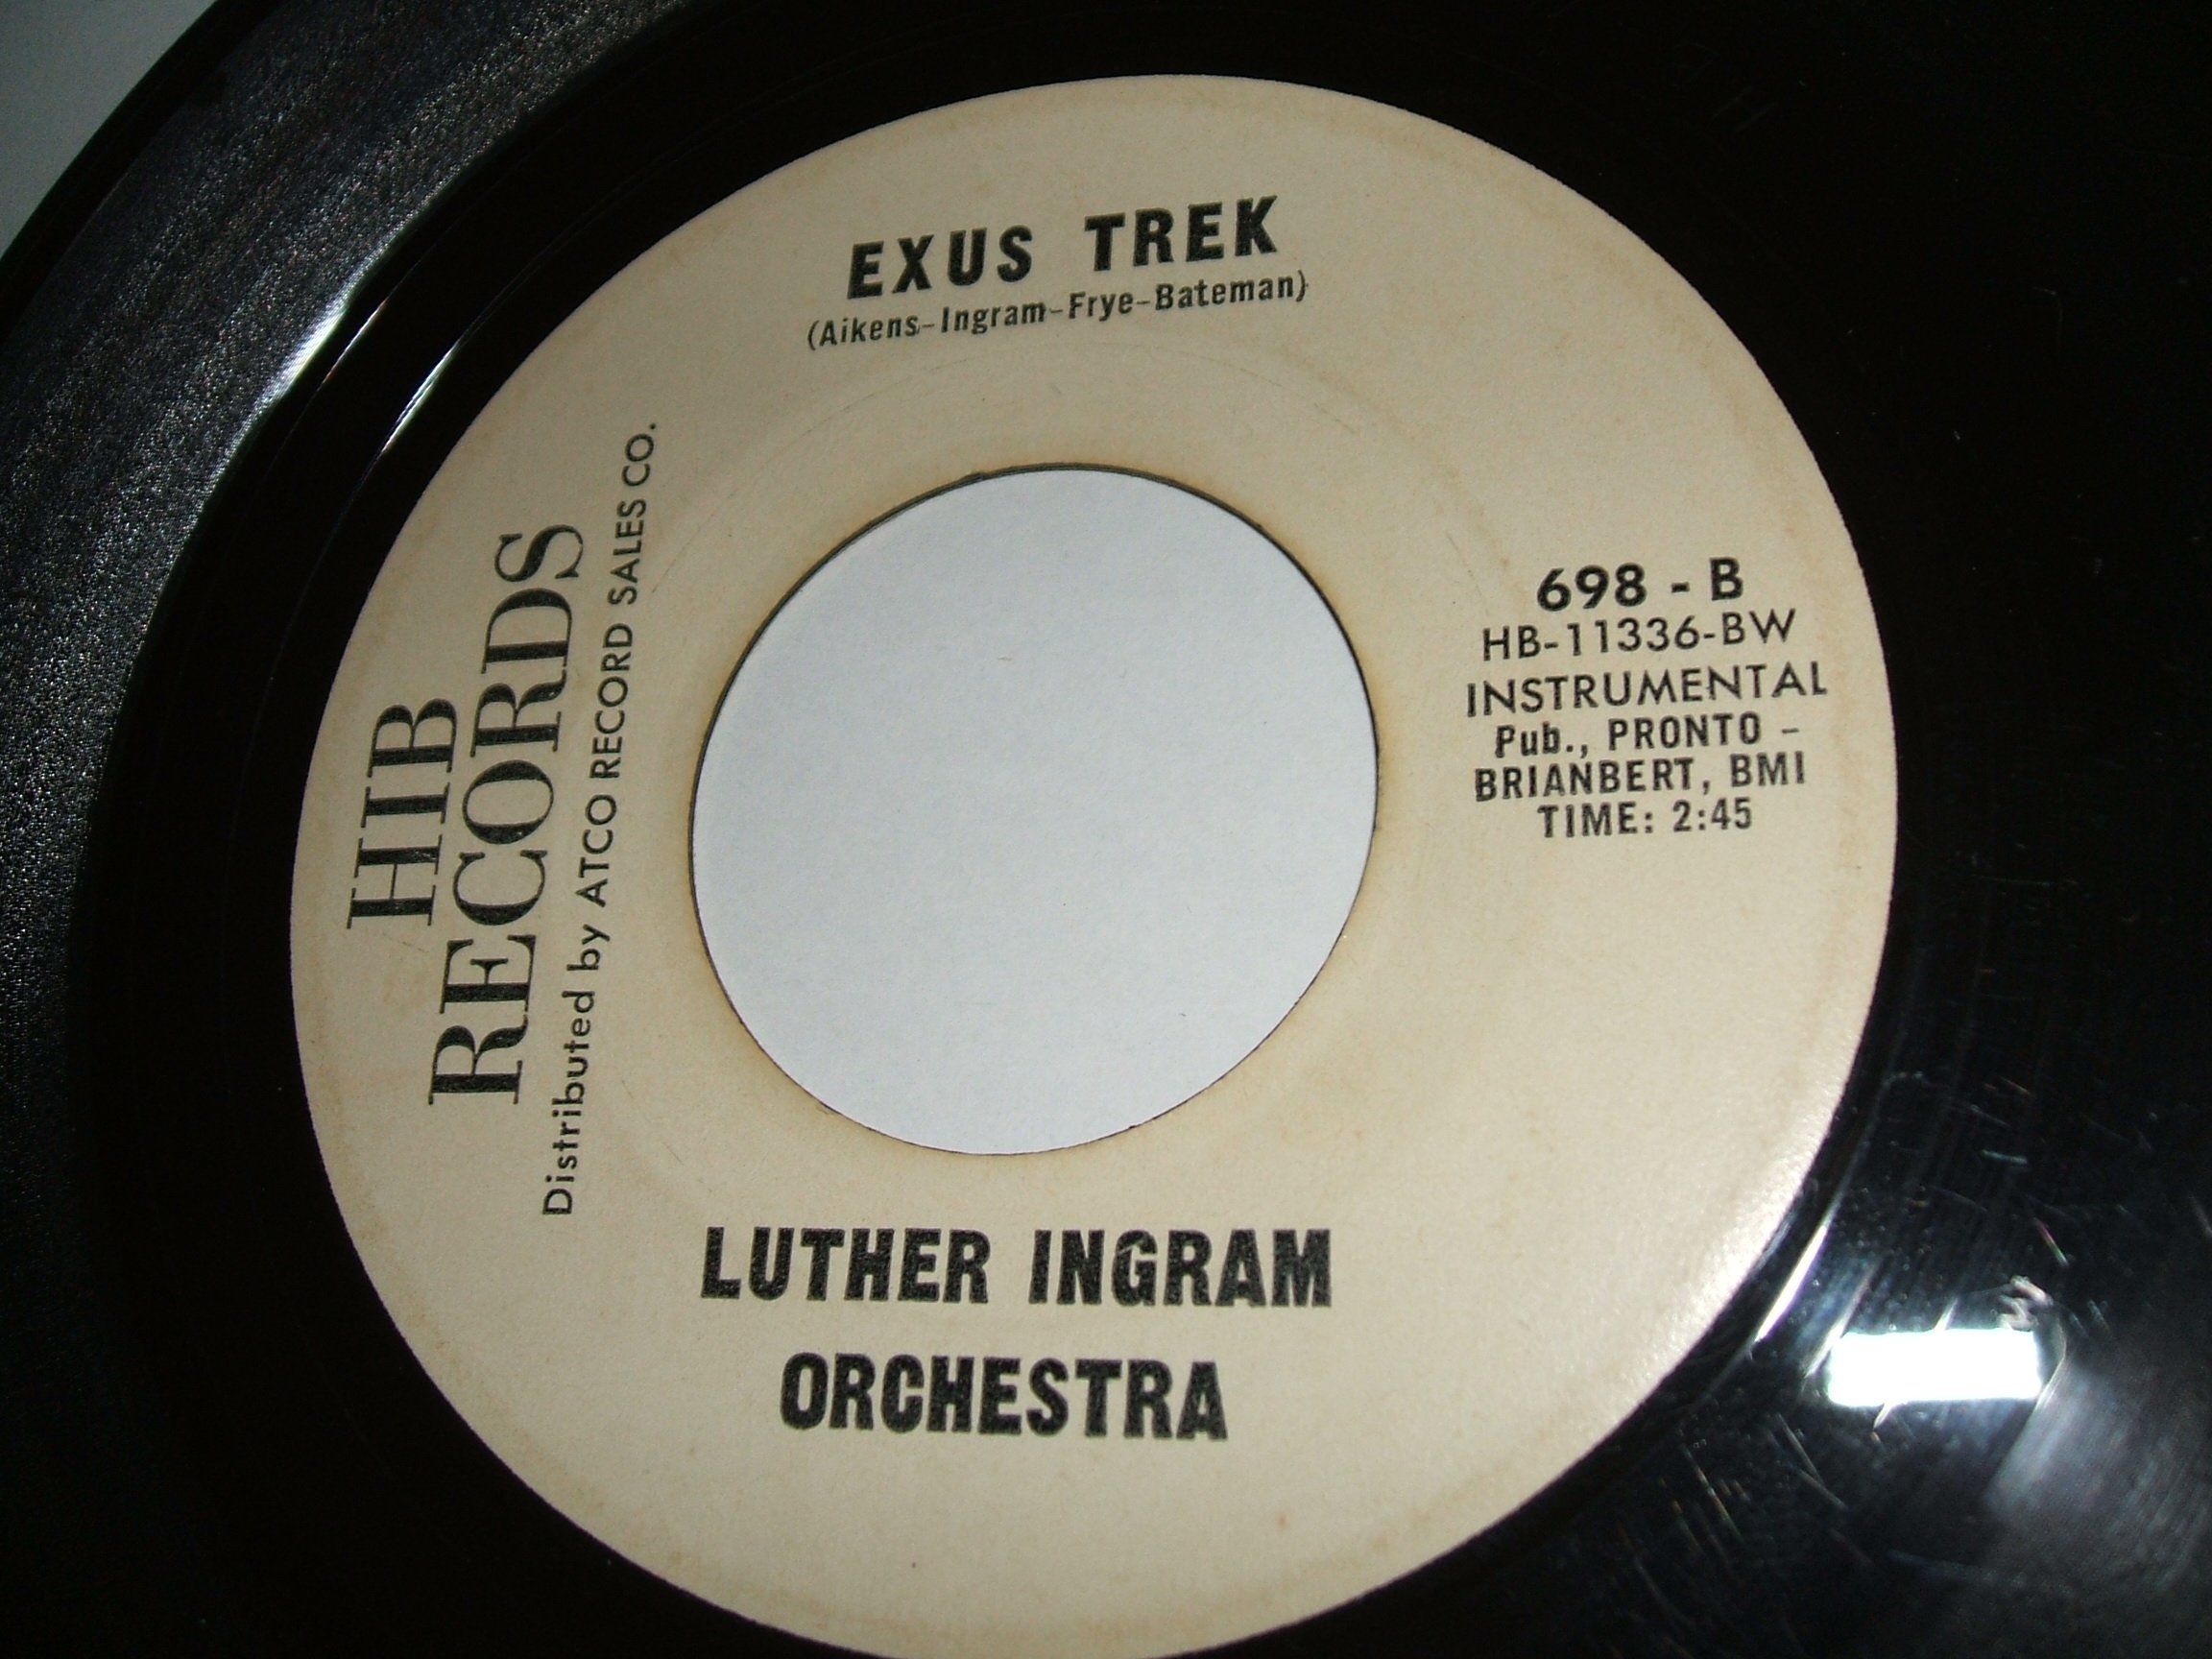 EXUS TREK
(Aikens-Ingram-Frye-Bateman)
HIB
RECORDS
Distributed by ATCO RECORD SALES CO.
698 - B
HB-11336-BW
INSTRUMENTAL
Pub., PRONTO -
BRIANBERT, BMI
TIME: 2:45
LUTHER INGRAM
ORCHESTRA